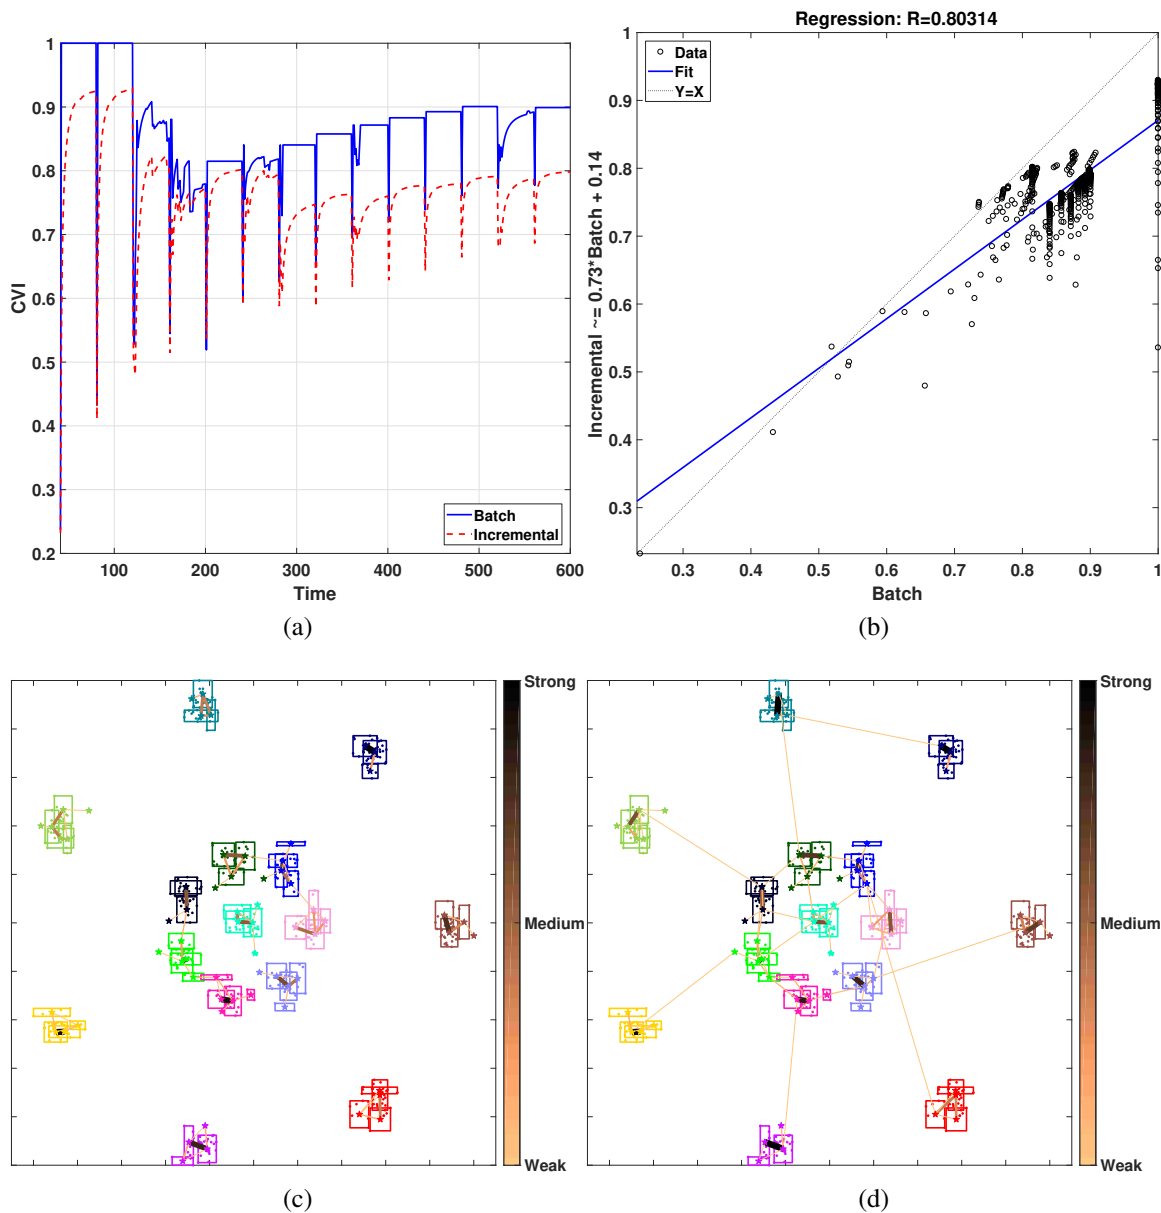 1
0.9
0.8
0.7
0.6
0.5
0.4
0.3
0.2
CVI
100
200
300
400
500
600
Time
Batch
Incremental
(a)
Regression: R=0.80314
Data
Fit
Y=X
1
0.9
0.8
0.7
0.6
0.5
0.4
0.3
Incremental ~= 0.73*Batch + 0.14
0.3
0.4
0.5
0.6
0.7
0.8
0.9
1
Batch
(b)
Strong
Medium
Weak
(c)
Strong
Medium
Weak
(d)